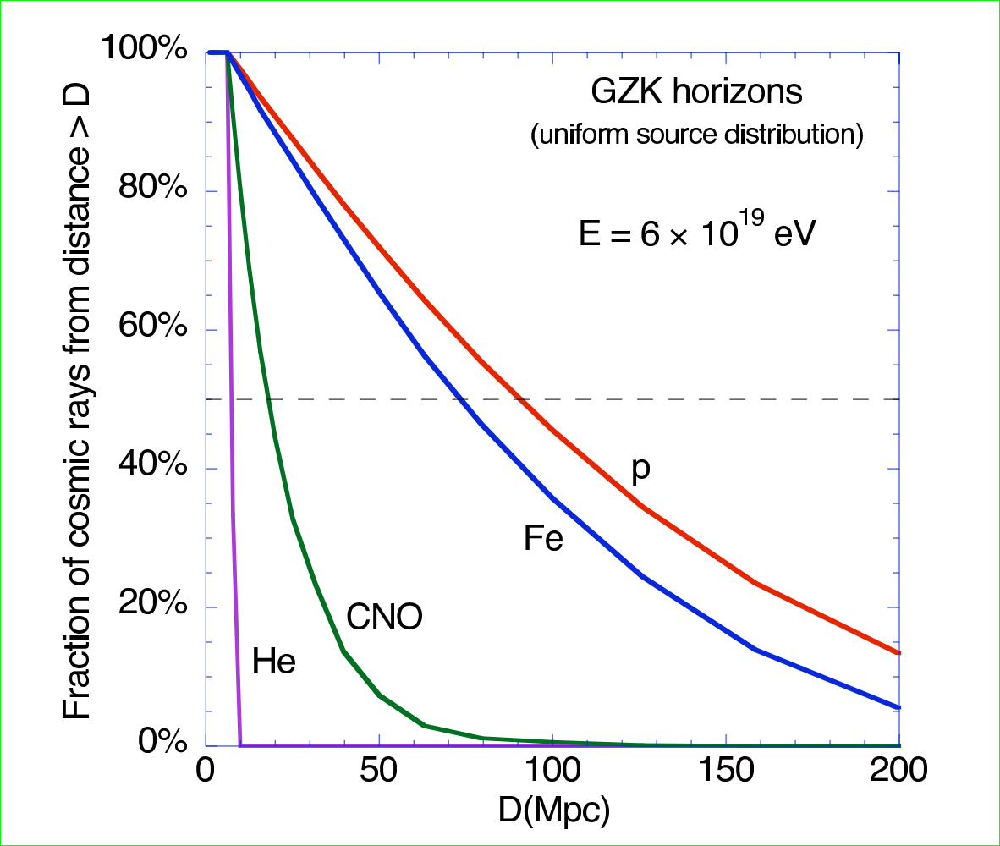 GZK horizons
(uniform source distribution)
E = 6 × 10¹⁹ eV
Fraction of cosmic rays from distance > D
100%
80%
60%
40%
20%
0%
p
Fe
CNO
He
0 50 100 150 200
D(Mpc)